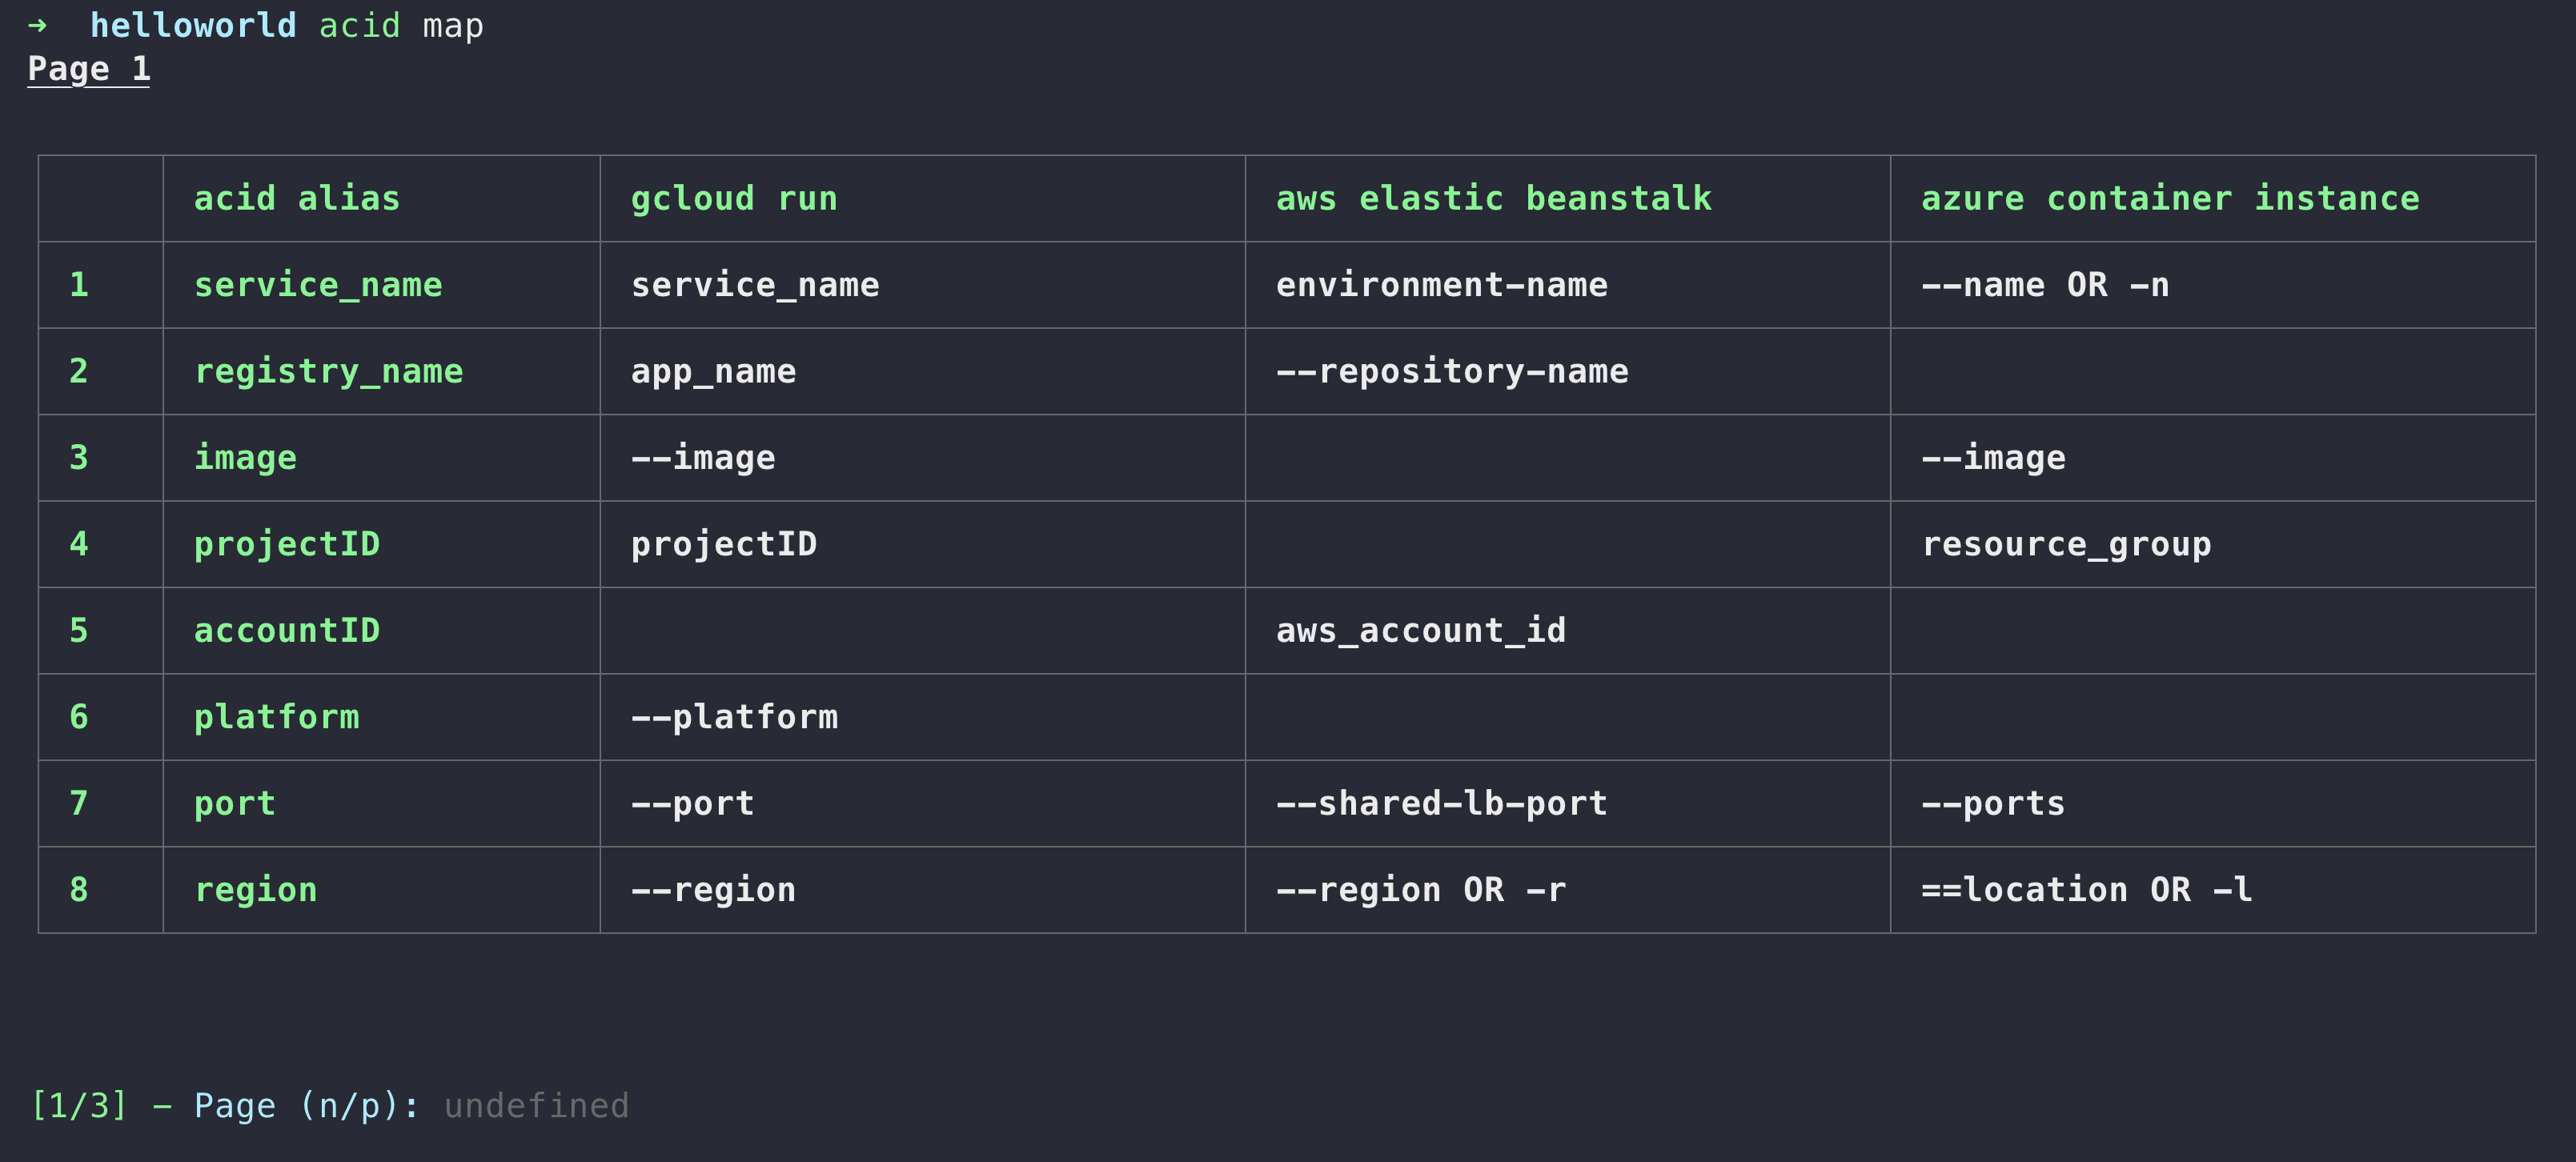 → helloworld acid map
Page 1
acid alias gcloud run aws elastic beanstalk azure container instance
1 service_name service_name environment-name --name OR -n
2 registry_name app_name --repository-name
3 image --image --image
4 projectID projectID resource_group
5 accountID aws_account_id
6 platform --platform
7 port --port --shared-lb-port --ports
8 region --region --region OR -r ==location OR -l
[1/3] - Page (n/p): undefined